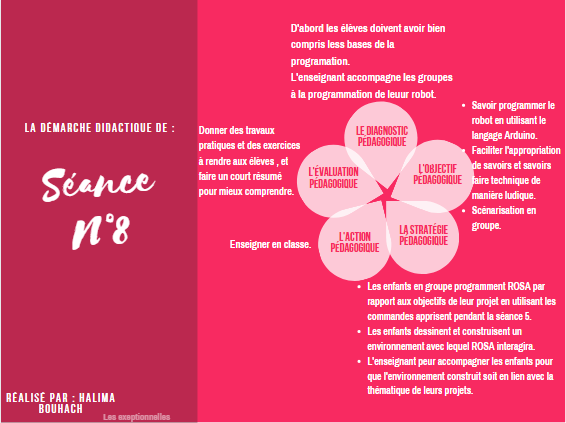 LA DÉMARCHE DIDACTIQUE DE :
Séance
N°8
RÉALISÉ PAR : HALIMA
BOUHACH
Les exeptionnelles
D'abord les élèves doivent avoir bien
compris less bases de la
programation.
L'enseignant accompagne les groupes
à la programmation de leuur robot.
LE DIAGNOSTIC
PÉDAGOGIQUE
• Savoir programmer le
robot en utilisant le
langage Arduino.
• Faciliter l'appropriation
de savoirs et savoirs
faire technique de
manière ludique.
• Scénarisation en
groupe.
L'OBJECTIF
PÉDAGOGIQUE
LA STRATÉGIE
PÉDAGOGIQUE
• Les enfants en groupe programment ROSA par
rapport aux objectifs de leur projet en utilisant les
commandes apprisent pendant la séance 5.
• Les enfants dessinent et construisent un
environnement avec lequel ROSA interagira.
• L'enseignant peur accompagner les enfants pour
que l'environnement construit soit en lien avec la
thématique de leurs projets.
L'ACTION
PÉDAGOGIQUE
Enseigner en classe.
L'ÉVALUATION
PÉDAGOGIQUE
Donner des travaux
pratiques et des exercices
à rendre aux élèves , et
faire un court résumé
pour mieux comprendre.